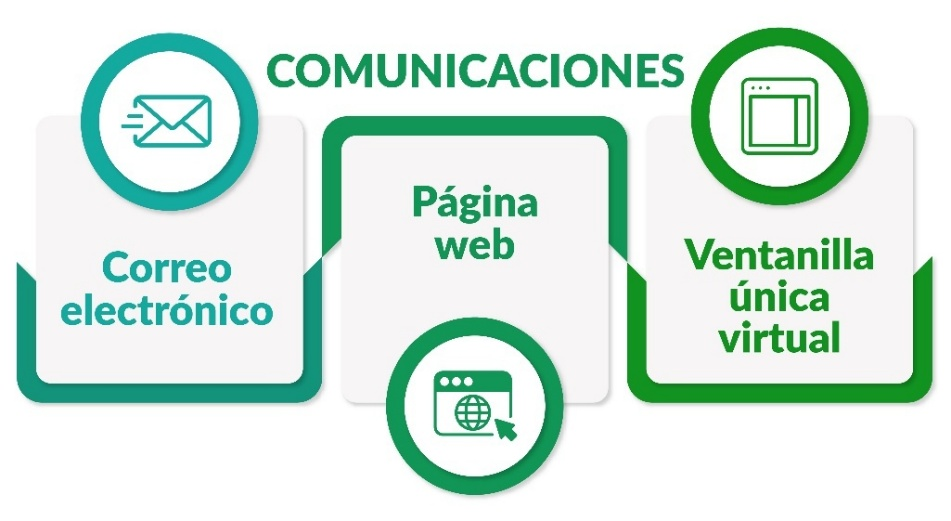 COMUNICACIONES
Correo
electrónico
Página
web
Ventanilla
única
virtual